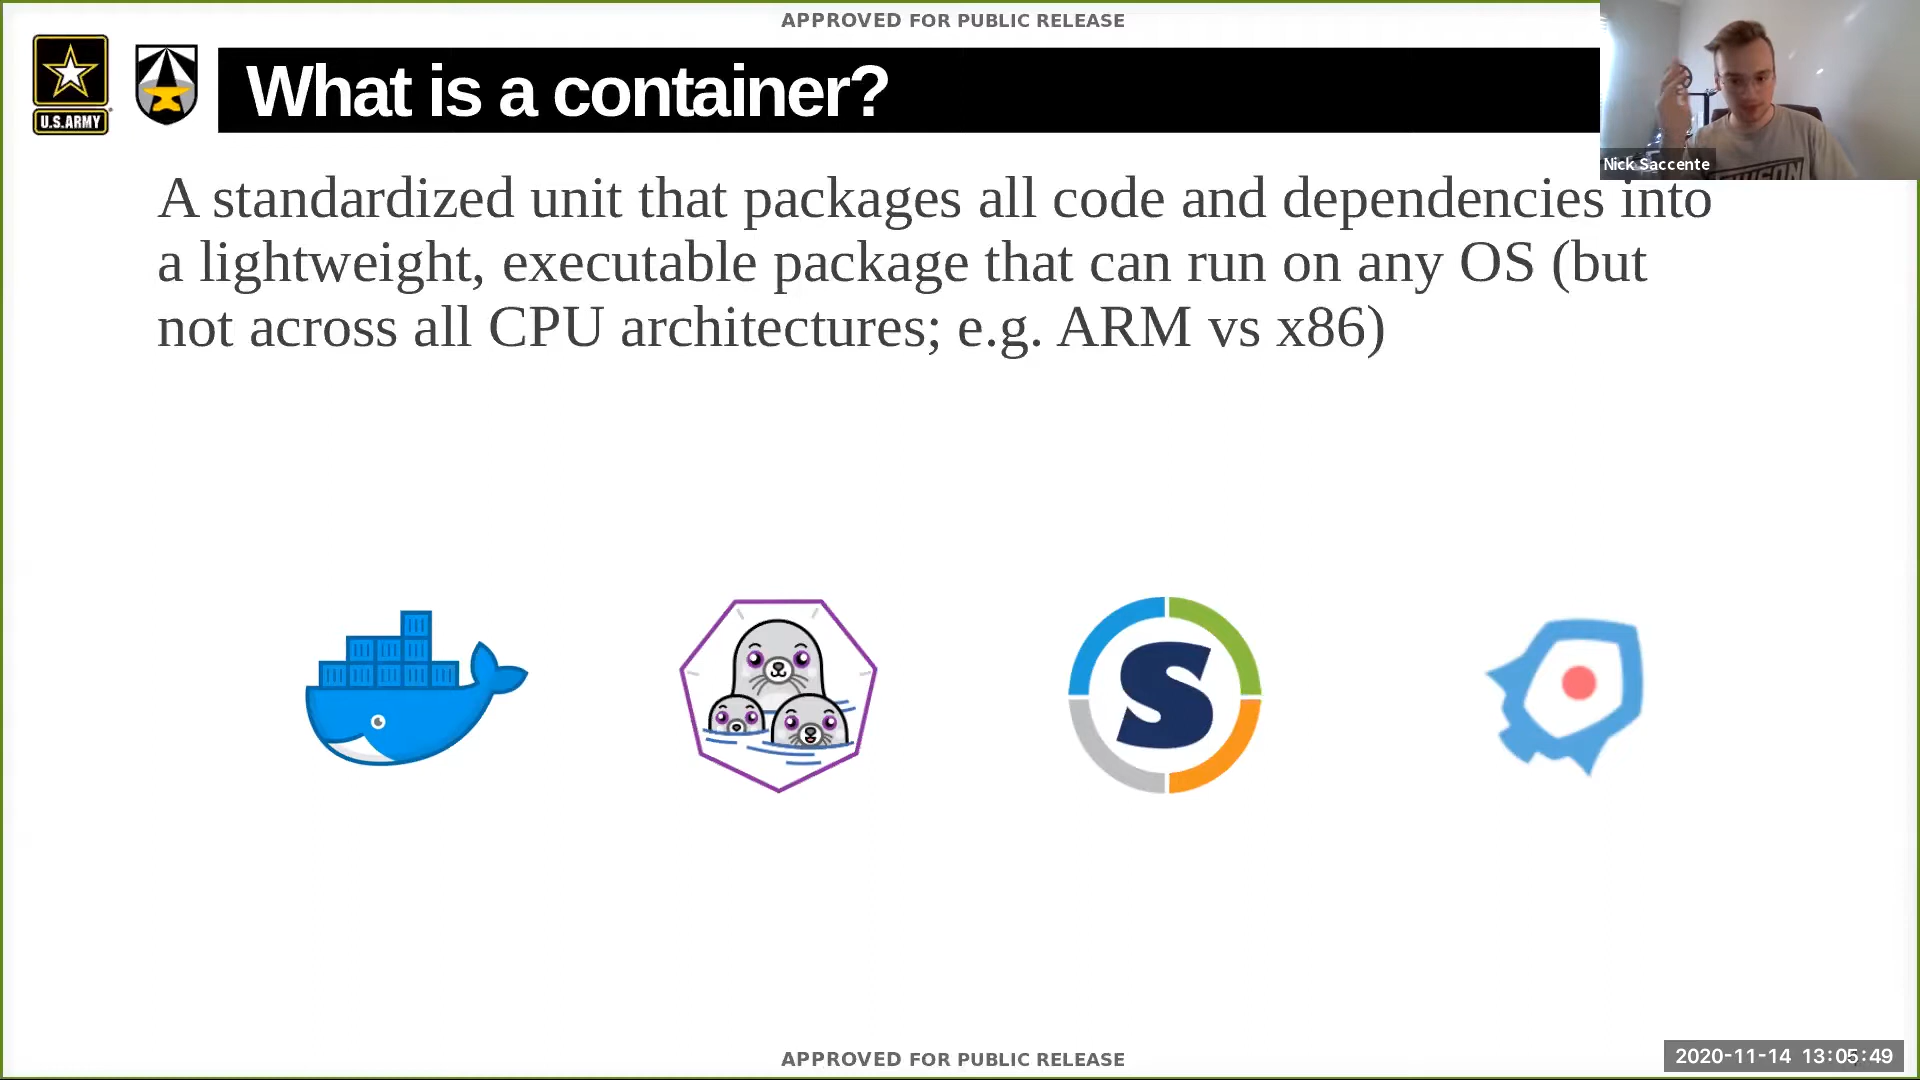 APPROVED FOR PUBLIC RELEASE
U.S.ARMY
What is a container?
Nick Saccente
A standardized unit that packages all code and dependencies into
a lightweight, executable package that can run on any OS (but
not across all CPU architectures; e.g. ARM vs x86)
S
APPROVED FOR PUBLIC RELEASE
2020-11-14 13:05:49